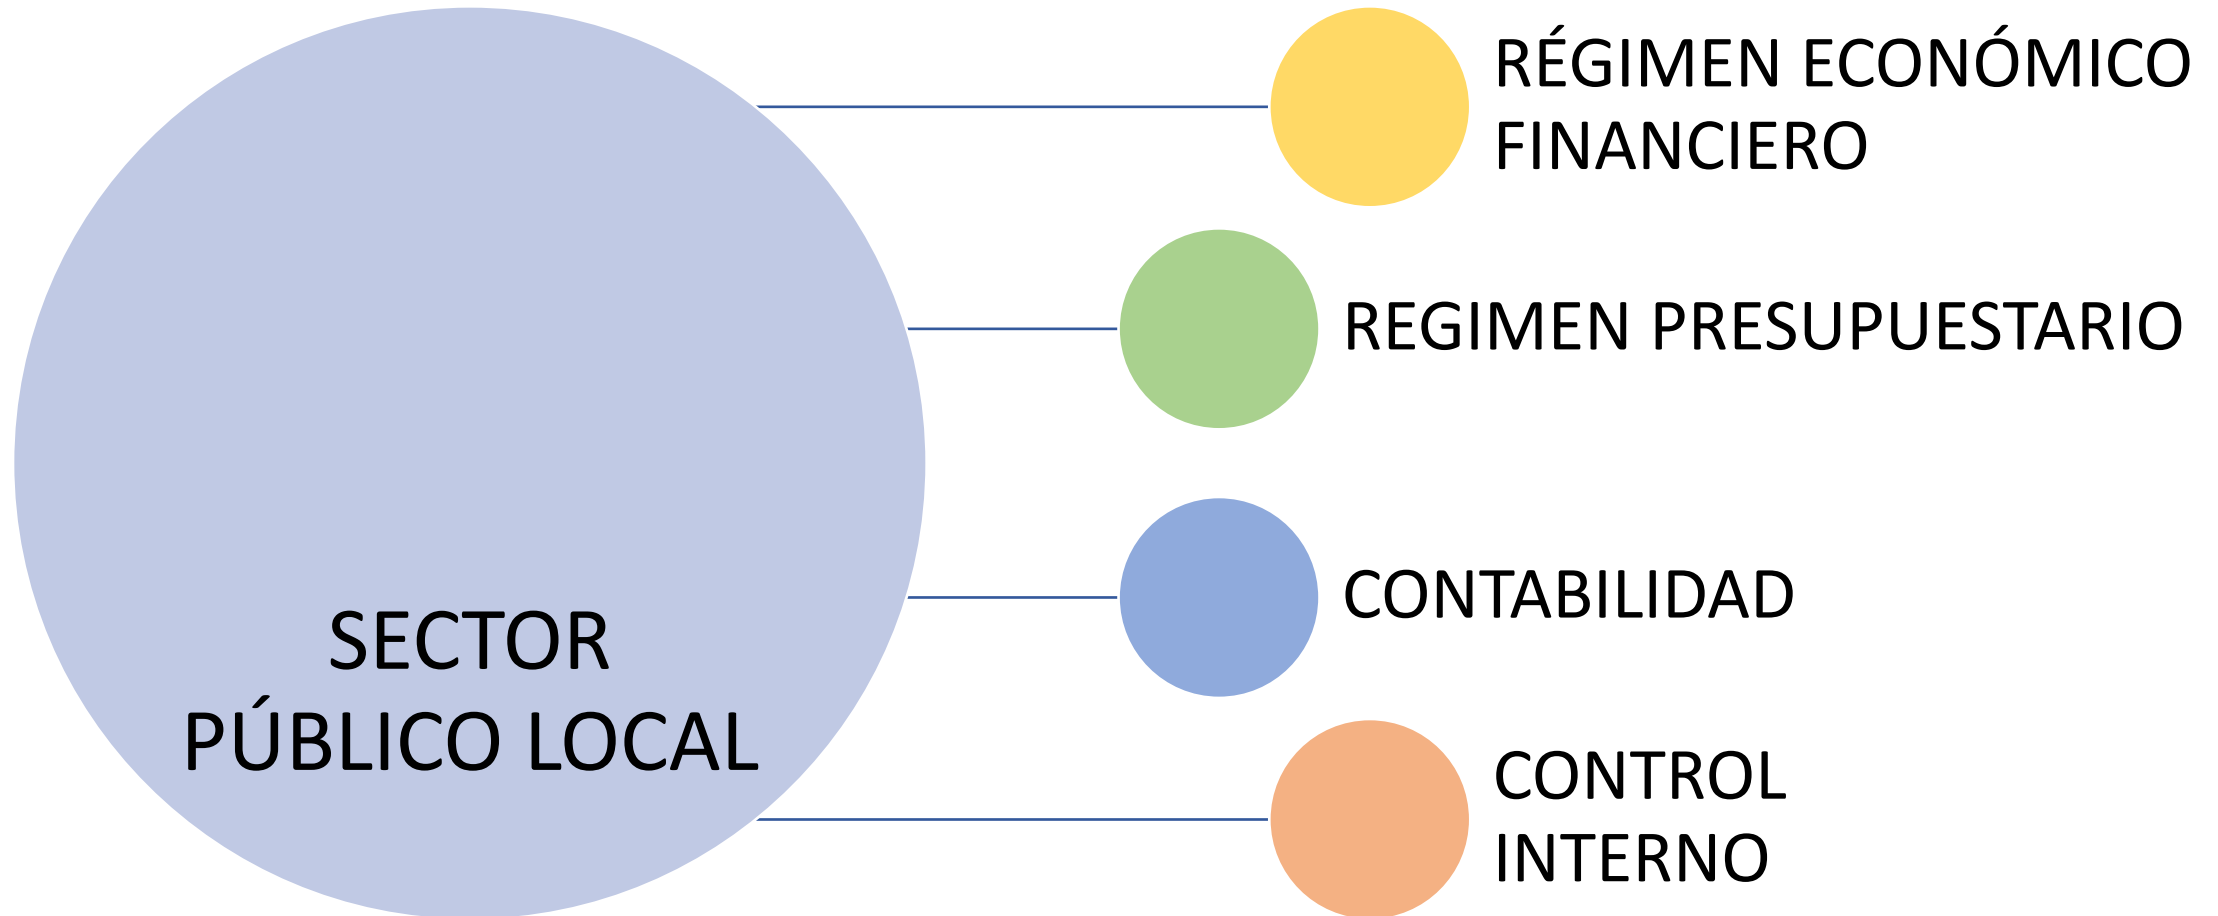 SECTOR
PÚBLICO LOCAL
RÉGIMEN ECONÓMICO
FINANCIERO
REGIMEN PRESUPUESTARIO
CONTABILIDAD
CONTROL
INTERNO